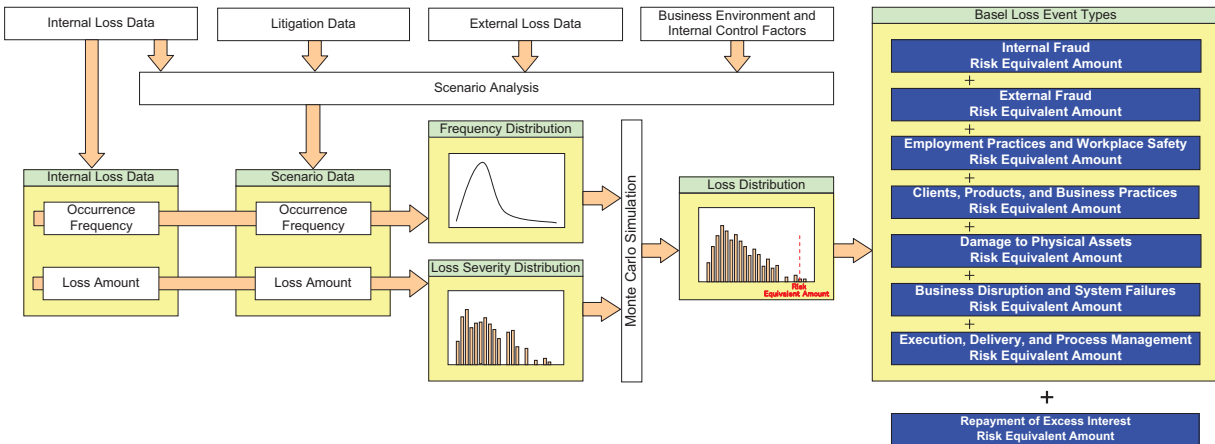 Internal Loss Data
Litigation Data
External Loss Data
Business Environment and
Internal Control Factors
Scenario Analysis
Internal Loss Data
Occurrence
Frequency
Loss Amount
Scenario Data
Occurrence
Frequency
Loss Amount
Frequency Distribution
Loss Severity Distribution
Monte Carlo Simulation
Loss Distribution
Risk
Equivalent Amount
Basel Loss Event Types
Internal Fraud
Risk Equivalent Amount
+
External Fraud
Risk Equivalent Amount
+
Employment Practices and Workplace Safety
Risk Equivalent Amount
+
Clients, Products, and Business Practices
Risk Equivalent Amount
+
Damage to Physical Assets
Risk Equivalent Amount
+
Business Disruption and System Failures
Risk Equivalent Amount
+
Execution, Delivery, and Process Management
Risk Equivalent Amount
+
Repayment of Excess Interest
Risk Equivalent Amount